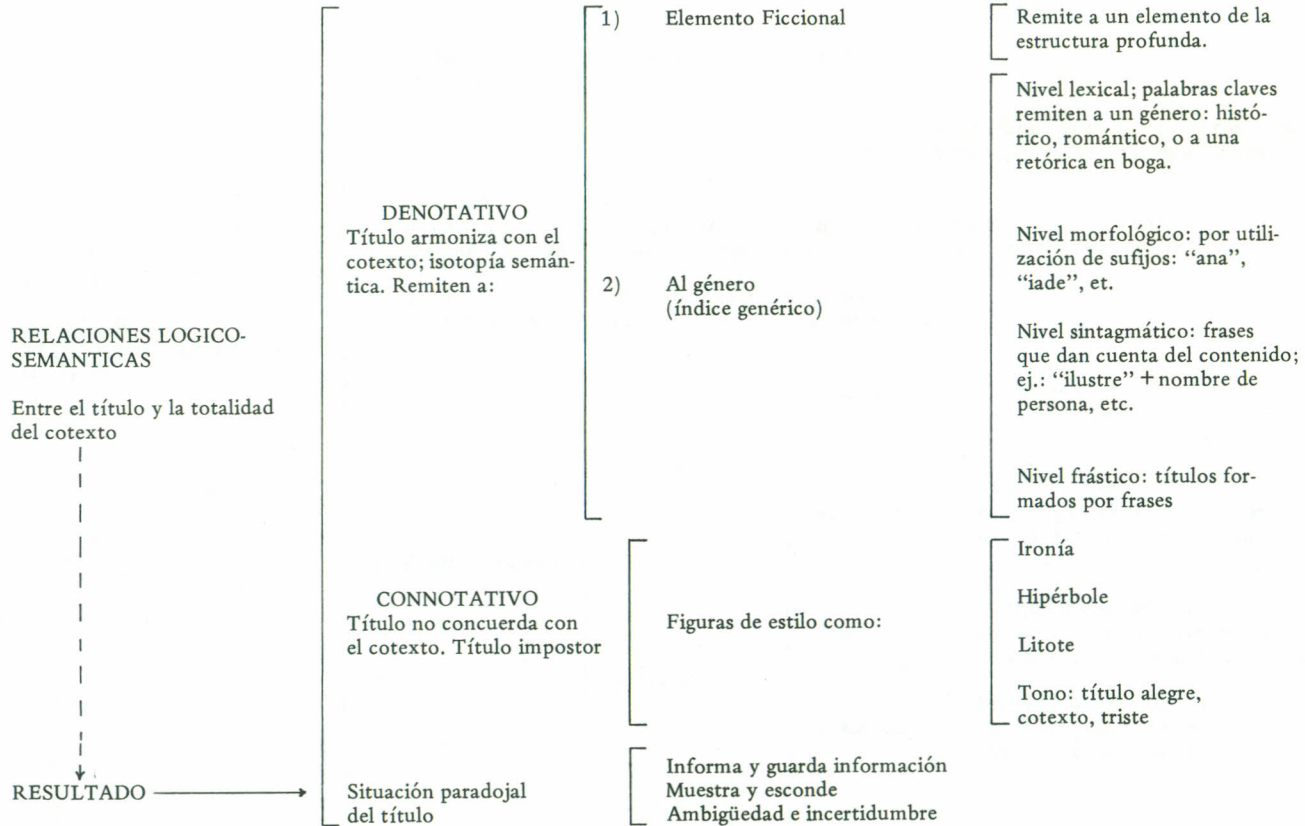 RELACIONES LOGICO-
SEMANTICAS
Entre el título y la totalidad
del cotexto
RESULTADO
DENOTATIVO
Título armoniza con el
cotexto; isotopía semán-
tica. Remiten a:
1) Elemento Ficcional
Remite a un elemento de la
estructura profunda.
2) Al género
(índice genérico)
Nivel lexical; palabras claves
remiten a un género: histó-
rico, romántico, o a una
retórica en boga.
Nivel morfológico: por utili-
zación de sufijos: “ana”,
“iade”, et.
Nivel sintagmático: frases
que dan cuenta del contenido;
ej.: “ilustre” + nombre de
persona, etc.
Nivel frástico: títulos for-
mados por frases
CONNOTATIVO
Título no concuerda con
el cotexto. Título impostor
Figuras de estilo como:
Ironía
Hipérbole
Litote
Tono: título alegre,
cotexto, triste
Situación paradojal
del título
Informa y guarda información
Muestra y esconde
Ambigüedad e incertidumbre